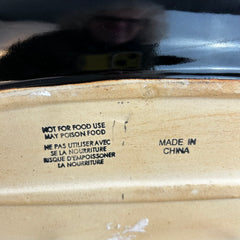 NOT FOR FOOD USE
MAY POISON FOOD
NE PAS UTILISER AVEC
SE LA NOURRITURE
RISQUE D'EMPOISSONER
LA NOURRITURE
MADE IN
CHINA